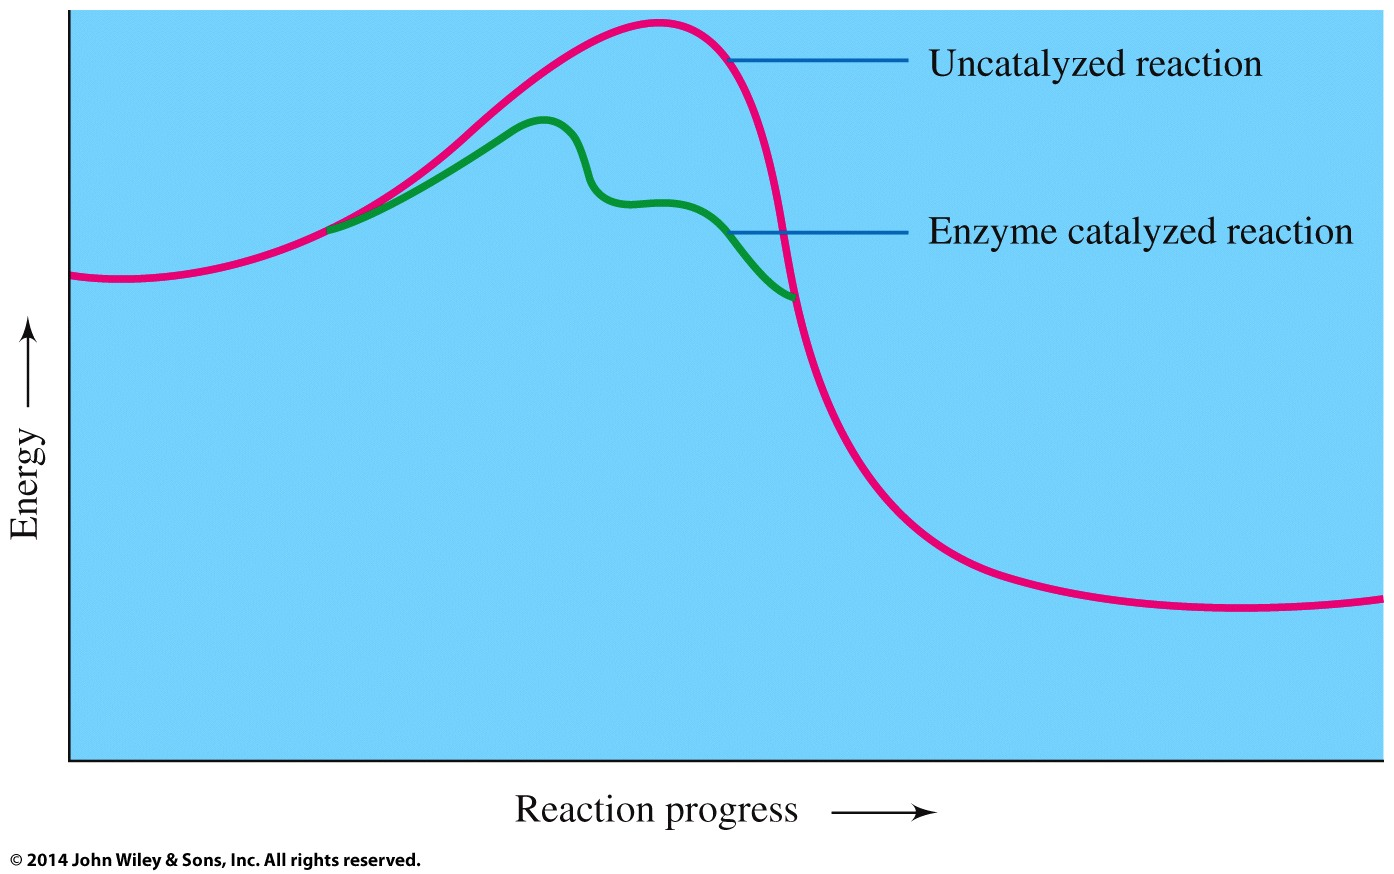 Uncatalyzed reaction
Enzyme catalyzed reaction
Energy
Reaction progress
© 2014 John Wiley & Sons, Inc. All rights reserved.